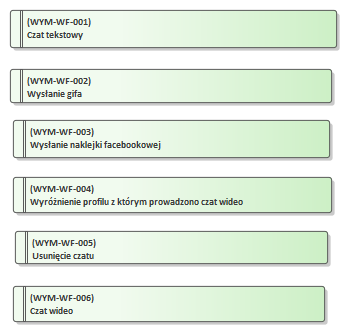 (WYM-WF-001)
Czat tekstowy
(WYM-WF-002)
Wysłanie gifa
(WYM-WF-003)
Wysłanie naklejki facebookowej
(WYM-WF-004)
Wyróżnienie profilu z którym prowadzono czat wideo
(WYM-WF-005)
Usunięcie czatu
(WYM-WF-006)
Czat wideo